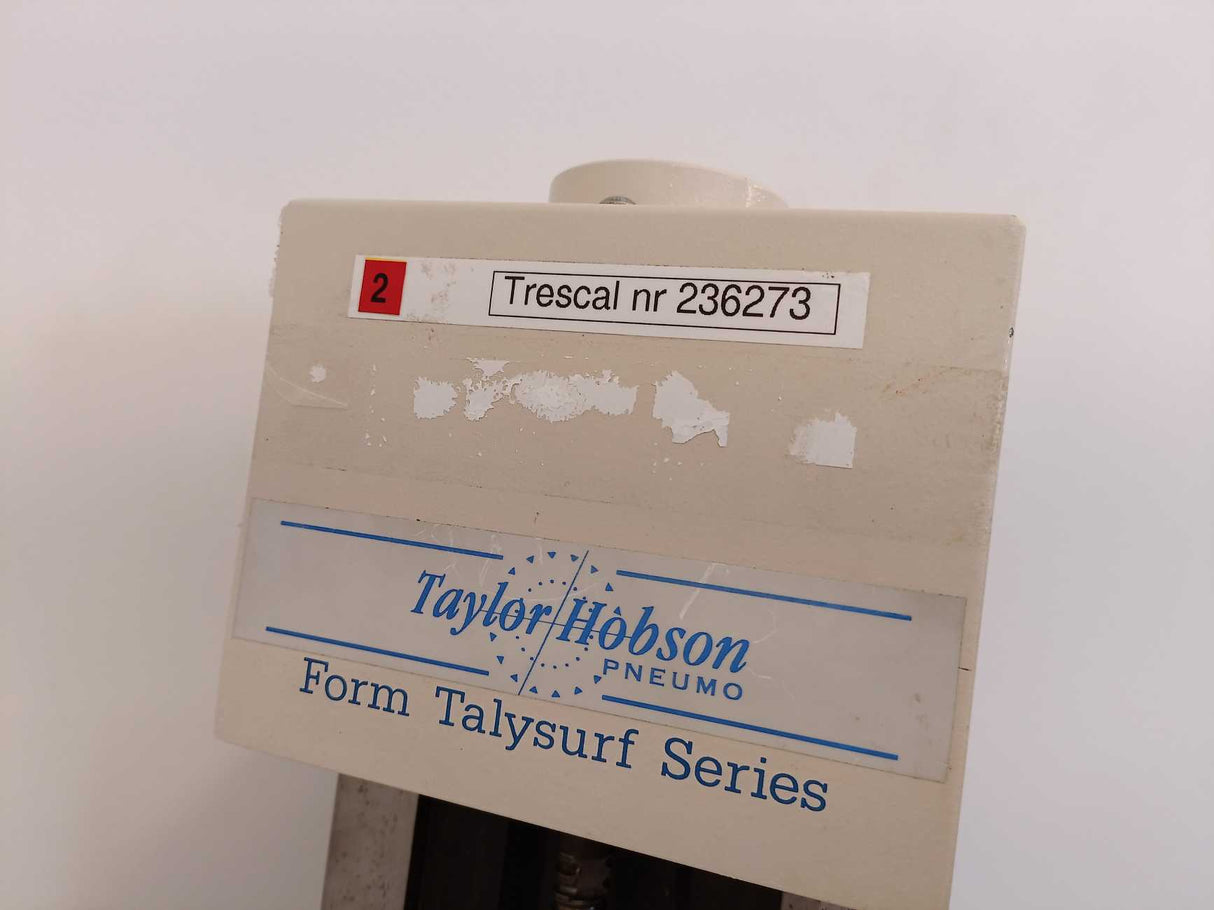 2
Trescal nr 236273
Taylor Hobson
PNEUMO
Form Talysurf Series